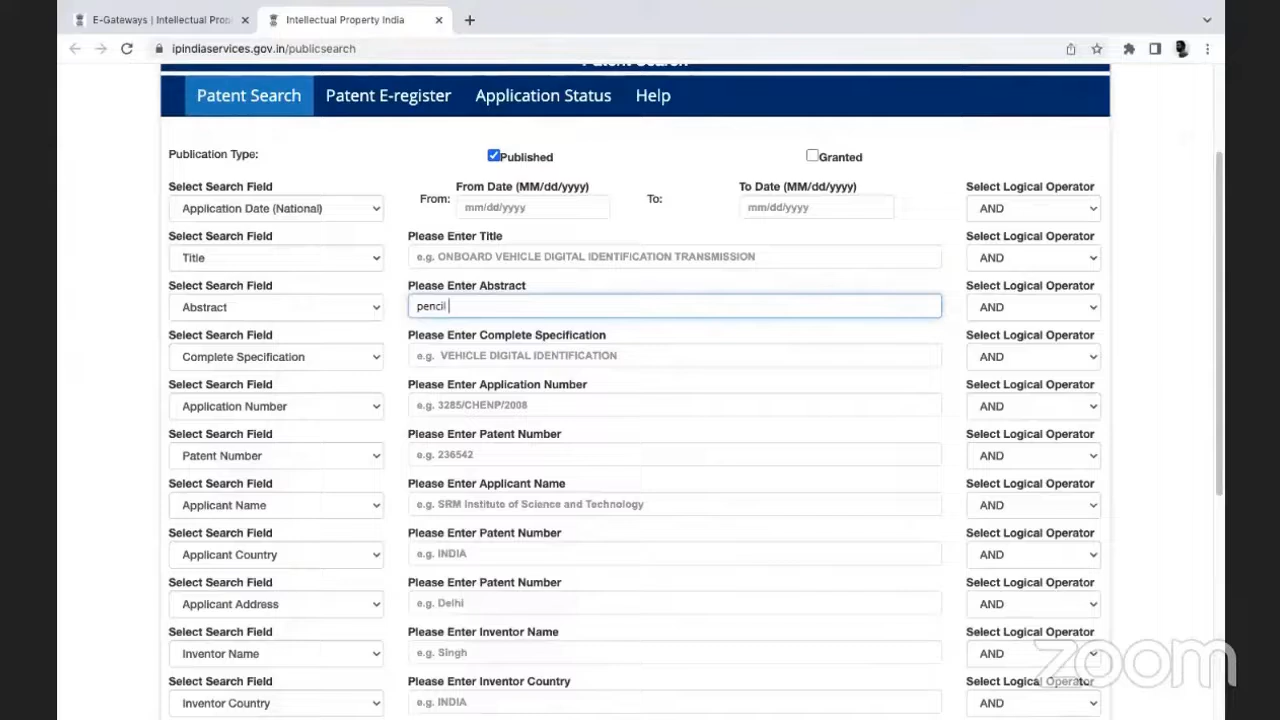 E-Gateways | Intellectual Prop
Intellectual Property India
ipindiaservices.gov.in/publicsearch
Patent Search
Patent Search Patent E-register Application Status Help
Publication Type: Published Granted
Select Search Field From Date (MM/dd/yyyy) To Date (MM/dd/yyyy) Select Logical Operator
Application Date (National) From: mm/dd/yyyy To: mm/dd/yyyy AND
Select Search Field Please Enter Title Select Logical Operator
Title e.g. ONBOARD VEHICLE DIGITAL IDENTIFICATION TRANSMISSION AND
Select Search Field Please Enter Abstract Select Logical Operator
Abstract pencil AND
Select Search Field Please Enter Complete Specification Select Logical Operator
Complete Specification e.g. VEHICLE DIGITAL IDENTIFICATION AND
Select Search Field Please Enter Application Number Select Logical Operator
Application Number e.g. 3285/CHENP/2008 AND
Select Search Field Please Enter Patent Number Select Logical Operator
Patent Number e.g. 236542 AND
Select Search Field Please Enter Applicant Name Select Logical Operator
Applicant Name e.g. SRM Institute of Science and Technology AND
Select Search Field Please Enter Patent Number Select Logical Operator
Applicant Country e.g. INDIA AND
Select Search Field Please Enter Patent Number Select Logical Operator
Applicant Address e.g. Delhi AND
Select Search Field Please Enter Inventor Name Select Logical Operator
Inventor Name e.g. Singh AND
Select Search Field Please Enter Inventor Country Select Logical Operator
Inventor Country e.g. INDIA AND
zoom